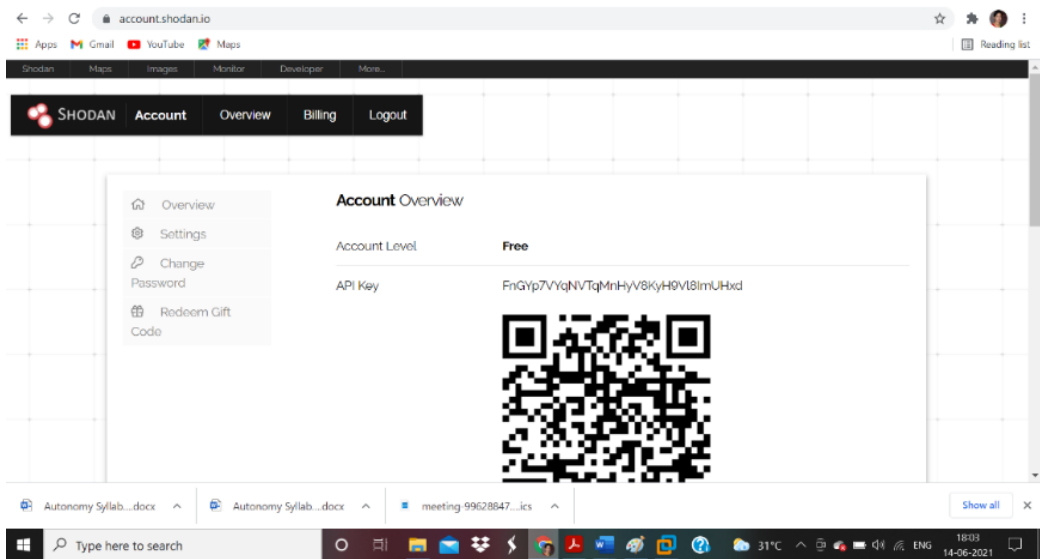 account.shodan.io
Apps Gmail YouTube Maps Reading list
Shodan Maps Images Monitor Developer More...
SHODAN Account Overview Billing Logout
Account Overview
Overview
Settings
Change
Password
Redeem Gift
Code
Account Level Free
API Key
Autonomy Syllab....docx Autonomy Syllab....docx meeting-99628847....ics Show all
Type here to search 31°C ENG 18:03
14-06-2021